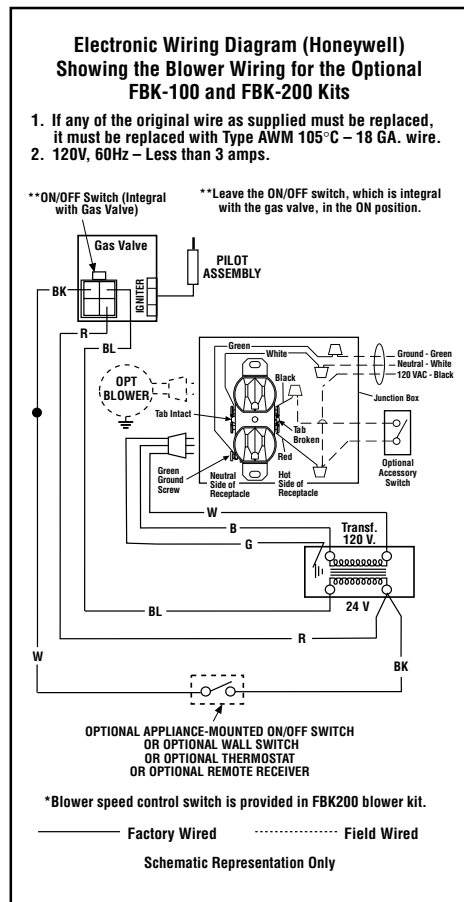 Electronic Wiring Diagram (Honeywell)
Showing the Blower Wiring for the Optional
FBK-100 and FBK-200 Kits
1. If any of the original wire as supplied must be replaced,
it must be replaced with Type AWM 105°C – 18 GA. wire.
2. 120V, 60Hz – Less than 3 amps.
**ON/OFF Switch (Integral
with Gas Valve)
**Leave the ON/OFF switch, which is integral
with the gas valve, in the ON position.
Gas Valve
IGNITER
PILOT
ASSEMBLY
BK
R
BL
OPT
BLOWER
Green
White
Black
Ground - Green
Neutral - White
120 VAC - Black
Junction Box
Tab Intact
Tab
Broken
Red
Green
Ground
Screw
Neutral
Side of
Receptacle
Hot
Side of
Receptacle
Optional
Accessory
Switch
W
B
G
Transf.
120 V.
24 V
BL
R
BK
W
OPTIONAL APPLIANCE-MOUNTED ON/OFF SWITCH
OR OPTIONAL WALL SWITCH
OR OPTIONAL THERMOSTAT
OR OPTIONAL REMOTE RECEIVER
*Blower speed control switch is provided in FBK200 blower kit.
Factory Wired
Field Wired
Schematic Representation Only